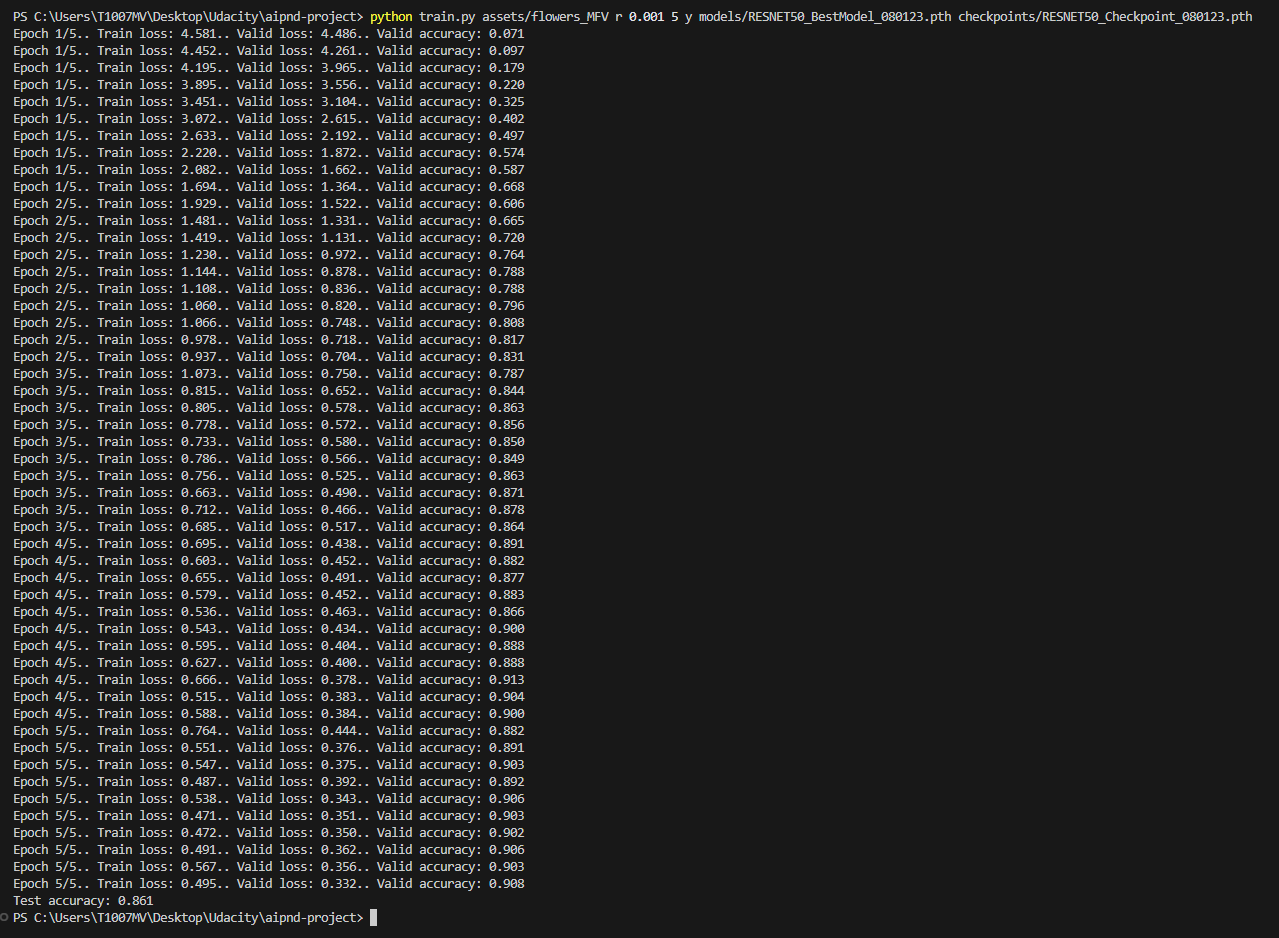 PS C:\Users\T1007MV\Desktop\Udacity\aipnd-project> python train.py assets/flowers_MFV r 0.001 5 y models/RESNET50_BestModel_080123.pth checkpoints/RESNET50_Checkpoint_080123.pth
Epoch 1/5.. Train loss: 4.581.. Valid loss: 4.486.. Valid accuracy: 0.071
Epoch 1/5.. Train loss: 4.452.. Valid loss: 4.261.. Valid accuracy: 0.097
Epoch 1/5.. Train loss: 4.195.. Valid loss: 3.965.. Valid accuracy: 0.179
Epoch 1/5.. Train loss: 3.895.. Valid loss: 3.556.. Valid accuracy: 0.220
Epoch 1/5.. Train loss: 3.451.. Valid loss: 3.104.. Valid accuracy: 0.325
Epoch 1/5.. Train loss: 3.072.. Valid loss: 2.615.. Valid accuracy: 0.402
Epoch 1/5.. Train loss: 2.633.. Valid loss: 2.192.. Valid accuracy: 0.497
Epoch 1/5.. Train loss: 2.220.. Valid loss: 1.872.. Valid accuracy: 0.574
Epoch 1/5.. Train loss: 2.082.. Valid loss: 1.662.. Valid accuracy: 0.587
Epoch 1/5.. Train loss: 1.694.. Valid loss: 1.364.. Valid accuracy: 0.668
Epoch 2/5.. Train loss: 1.929.. Valid loss: 1.522.. Valid accuracy: 0.606
Epoch 2/5.. Train loss: 1.481.. Valid loss: 1.331.. Valid accuracy: 0.665
Epoch 2/5.. Train loss: 1.419.. Valid loss: 1.131.. Valid accuracy: 0.720
Epoch 2/5.. Train loss: 1.230.. Valid loss: 0.972.. Valid accuracy: 0.764
Epoch 2/5.. Train loss: 1.144.. Valid loss: 0.878.. Valid accuracy: 0.788
Epoch 2/5.. Train loss: 1.108.. Valid loss: 0.836.. Valid accuracy: 0.788
Epoch 2/5.. Train loss: 1.060.. Valid loss: 0.820.. Valid accuracy: 0.796
Epoch 2/5.. Train loss: 1.066.. Valid loss: 0.748.. Valid accuracy: 0.808
Epoch 2/5.. Train loss: 0.978.. Valid loss: 0.718.. Valid accuracy: 0.817
Epoch 2/5.. Train loss: 0.937.. Valid loss: 0.704.. Valid accuracy: 0.831
Epoch 3/5.. Train loss: 1.073.. Valid loss: 0.750.. Valid accuracy: 0.787
Epoch 3/5.. Train loss: 0.815.. Valid loss: 0.652.. Valid accuracy: 0.844
Epoch 3/5.. Train loss: 0.805.. Valid loss: 0.578.. Valid accuracy: 0.863
Epoch 3/5.. Train loss: 0.778.. Valid loss: 0.572.. Valid accuracy: 0.856
Epoch 3/5.. Train loss: 0.733.. Valid loss: 0.580.. Valid accuracy: 0.850
Epoch 3/5.. Train loss: 0.786.. Valid loss: 0.566.. Valid accuracy: 0.849
Epoch 3/5.. Train loss: 0.756.. Valid loss: 0.525.. Valid accuracy: 0.863
Epoch 3/5.. Train loss: 0.663.. Valid loss: 0.490.. Valid accuracy: 0.871
Epoch 3/5.. Train loss: 0.712.. Valid loss: 0.466.. Valid accuracy: 0.878
Epoch 3/5.. Train loss: 0.685.. Valid loss: 0.517.. Valid accuracy: 0.864
Epoch 4/5.. Train loss: 0.695.. Valid loss: 0.438.. Valid accuracy: 0.891
Epoch 4/5.. Train loss: 0.603.. Valid loss: 0.452.. Valid accuracy: 0.882
Epoch 4/5.. Train loss: 0.655.. Valid loss: 0.491.. Valid accuracy: 0.877
Epoch 4/5.. Train loss: 0.579.. Valid loss: 0.452.. Valid accuracy: 0.883
Epoch 4/5.. Train loss: 0.536.. Valid loss: 0.463.. Valid accuracy: 0.866
Epoch 4/5.. Train loss: 0.543.. Valid loss: 0.434.. Valid accuracy: 0.900
Epoch 4/5.. Train loss: 0.595.. Valid loss: 0.404.. Valid accuracy: 0.888
Epoch 4/5.. Train loss: 0.627.. Valid loss: 0.400.. Valid accuracy: 0.888
Epoch 4/5.. Train loss: 0.666.. Valid loss: 0.378.. Valid accuracy: 0.913
Epoch 4/5.. Train loss: 0.515.. Valid loss: 0.383.. Valid accuracy: 0.904
Epoch 4/5.. Train loss: 0.588.. Valid loss: 0.384.. Valid accuracy: 0.900
Epoch 5/5.. Train loss: 0.764.. Valid loss: 0.444.. Valid accuracy: 0.882
Epoch 5/5.. Train loss: 0.551.. Valid loss: 0.376.. Valid accuracy: 0.891
Epoch 5/5.. Train loss: 0.547.. Valid loss: 0.375.. Valid accuracy: 0.903
Epoch 5/5.. Train loss: 0.487.. Valid loss: 0.392.. Valid accuracy: 0.892
Epoch 5/5.. Train loss: 0.538.. Valid loss: 0.343.. Valid accuracy: 0.906
Epoch 5/5.. Train loss: 0.471.. Valid loss: 0.351.. Valid accuracy: 0.903
Epoch 5/5.. Train loss: 0.472.. Valid loss: 0.350.. Valid accuracy: 0.902
Epoch 5/5.. Train loss: 0.491.. Valid loss: 0.362.. Valid accuracy: 0.906
Epoch 5/5.. Train loss: 0.567.. Valid loss: 0.356.. Valid accuracy: 0.903
Epoch 5/5.. Train loss: 0.495.. Valid loss: 0.332.. Valid accuracy: 0.908
Test accuracy: 0.861
PS C:\Users\T1007MV\Desktop\Udacity\aipnd-project>